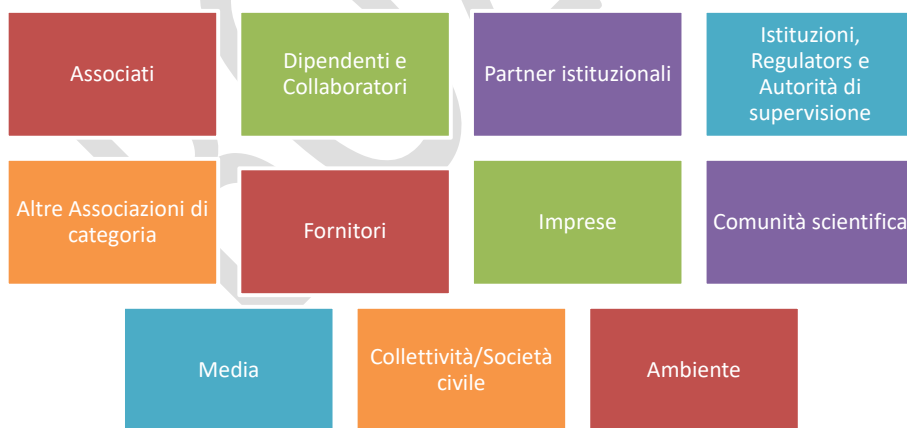 Associati
Dipendenti e
Collaboratori
Partner istituzionali
Istituzioni,
Regulators e
Autorità di
supervisione
Altre Associazioni di
categoria
Fornitori
Imprese
Comunità scientifica
Media
Collettività/Società
civile
Ambiente